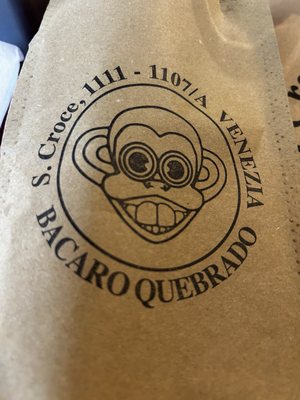 S. Croce, 1111 - 1107/A VENEZIA
BACARO QUEBRADO